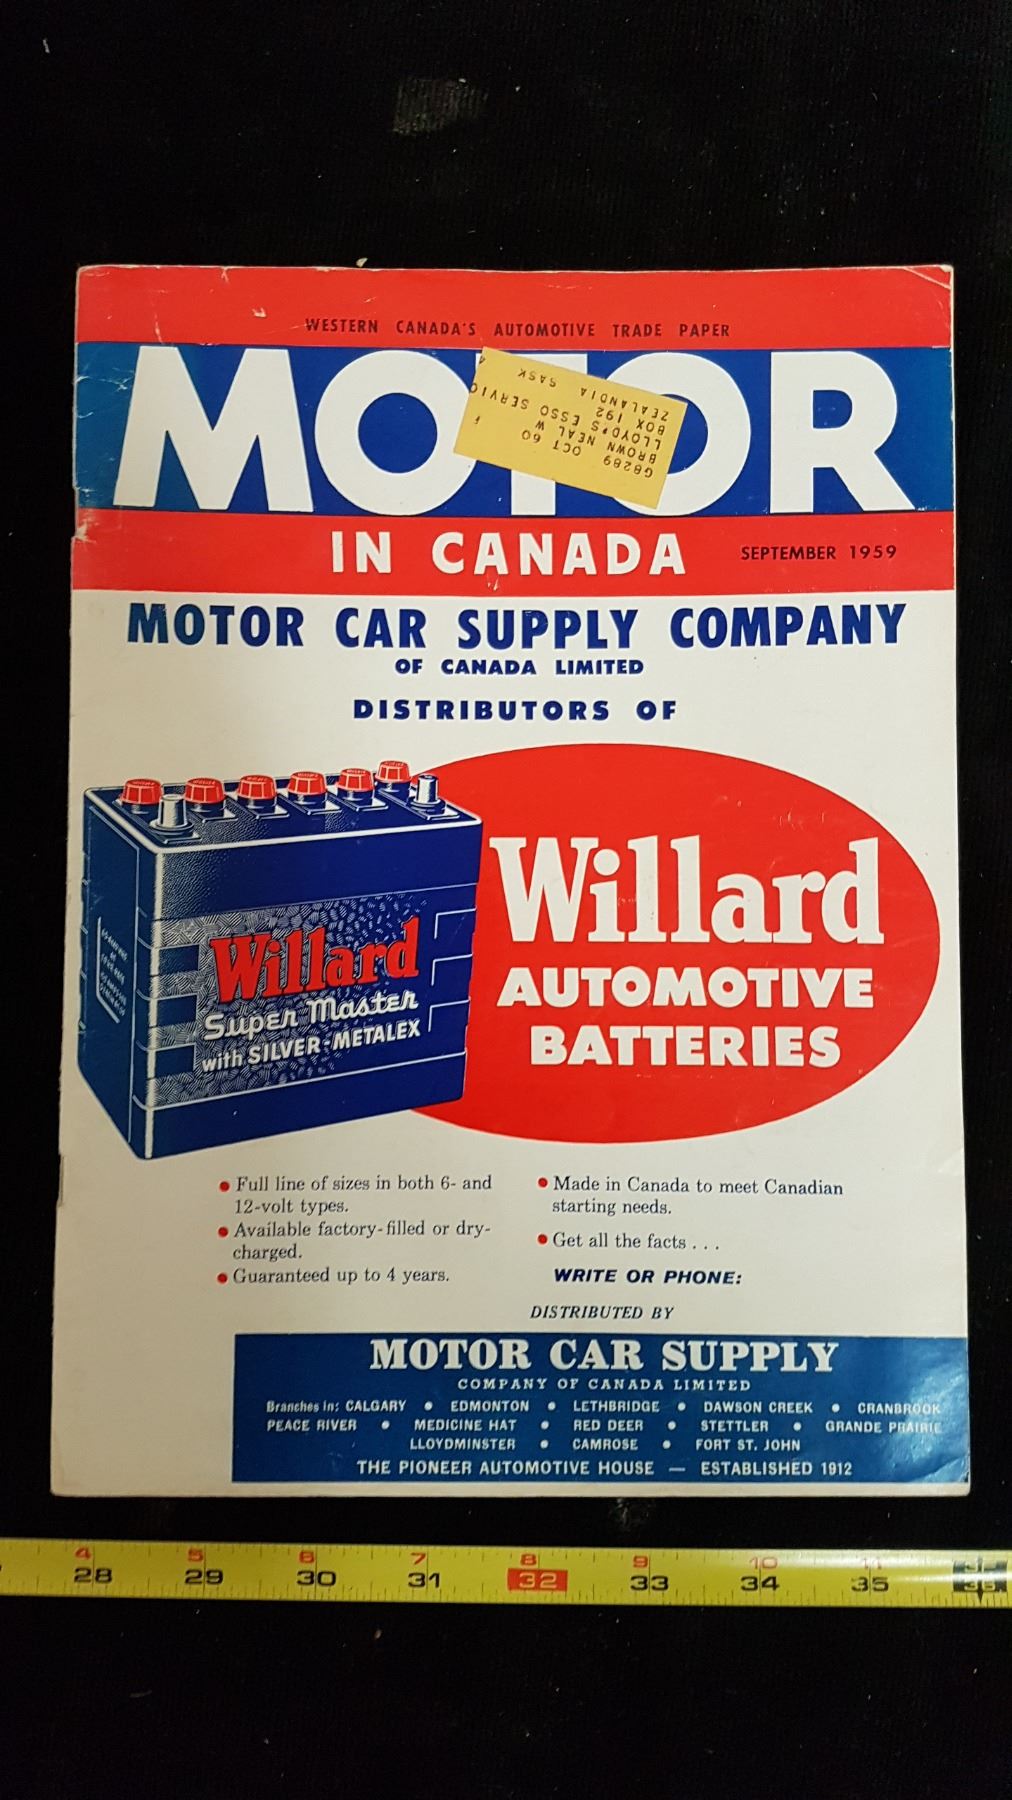 WESTERN CANADA'S AUTOMOTIVE TRADE PAPER
MOTOR
G8289 OCT 60
BROWN NEAL W
LLOYD'S ESSO SERVIC
BOX 192
ZEALANDIA SASK
IN CANADA
SEPTEMBER 1959
MOTOR CAR SUPPLY COMPANY
OF CANADA LIMITED
DISTRIBUTORS OF
Willard
AUTOMOTIVE
BATTERIES
Willard
Super Master
with SILVER-METALEX
• Full line of sizes in both 6- and
12-volt types.
• Available factory-filled or dry-
charged.
• Guaranteed up to 4 years.
• Made in Canada to meet Canadian
starting needs.
• Get all the facts . . .
WRITE OR PHONE:
DISTRIBUTED BY
MOTOR CAR SUPPLY
COMPANY OF CANADA LIMITED
Branches in: CALGARY • EDMONTON • LETHBRIDGE • DAWSON CREEK • CRANBROOK
PEACE RIVER • MEDICINE HAT • RED DEER • STETTLER • GRANDE PRAIRIE
LLOYDMINSTER • CAMROSE • FORT ST. JOHN
THE PIONEER AUTOMOTIVE HOUSE — ESTABLISHED 1912
4 5 6 7 8 9 10 11
28 29 30 31 32 33 34 35